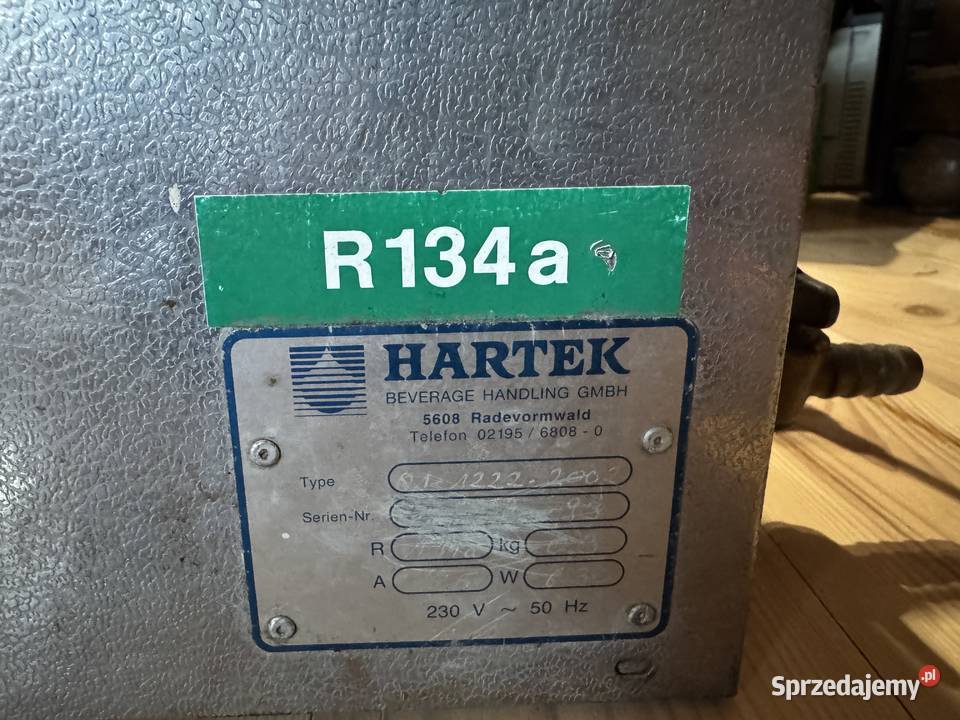 R134a
HARTEK
BEVERAGE HANDLING GMBH
5608 Radevormwald
Telefon 02195 / 6808 - 0
Type 1222-
Serien-Nr.
R kg
A W
230 V ~ 50 Hz
Sprzedajemy.pl